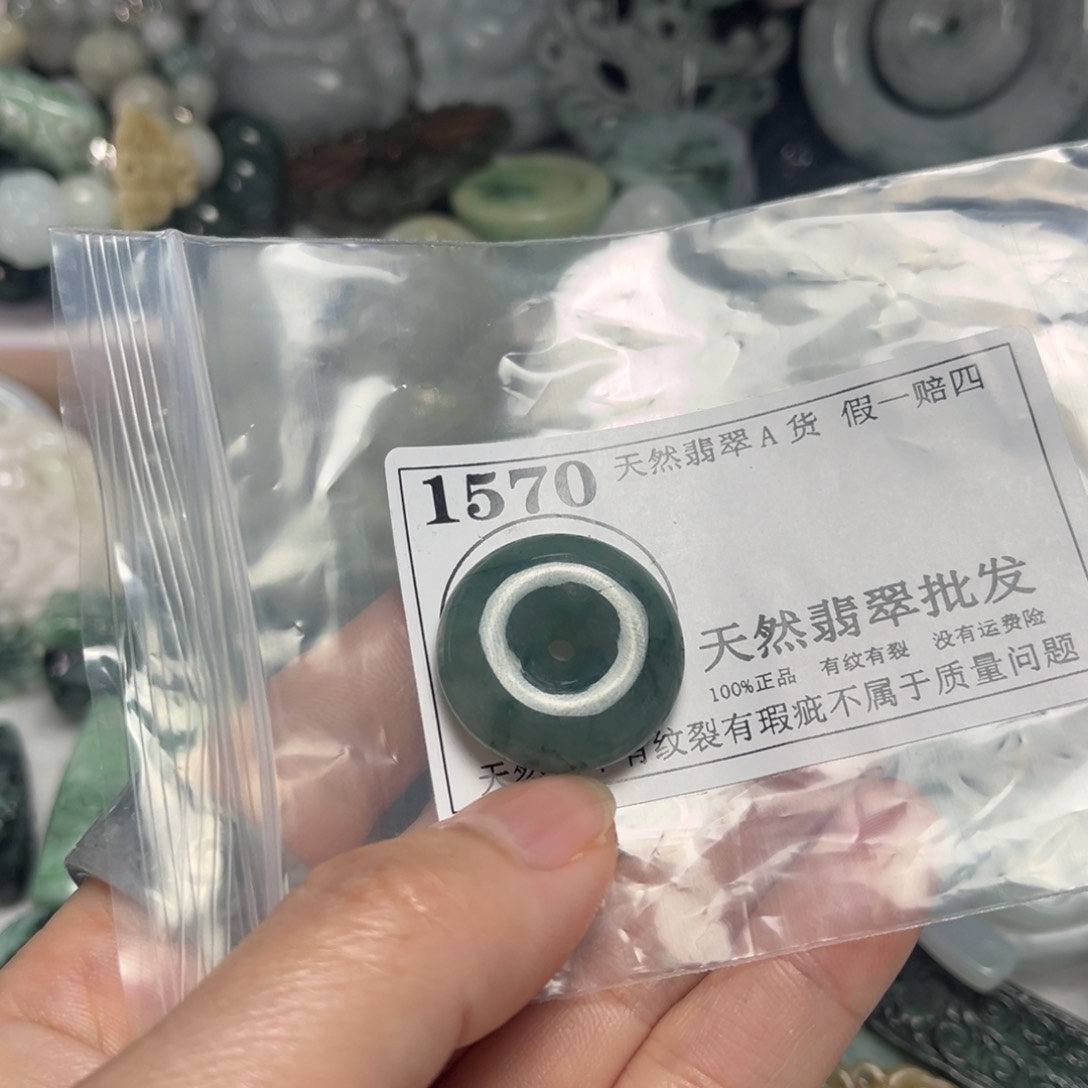 1570 天然翡翠A货 假一赔四
天然翡翠批发
100%正品 有纹有裂 没有运费险
天然 有纹裂有瑕疵不属于质量问题